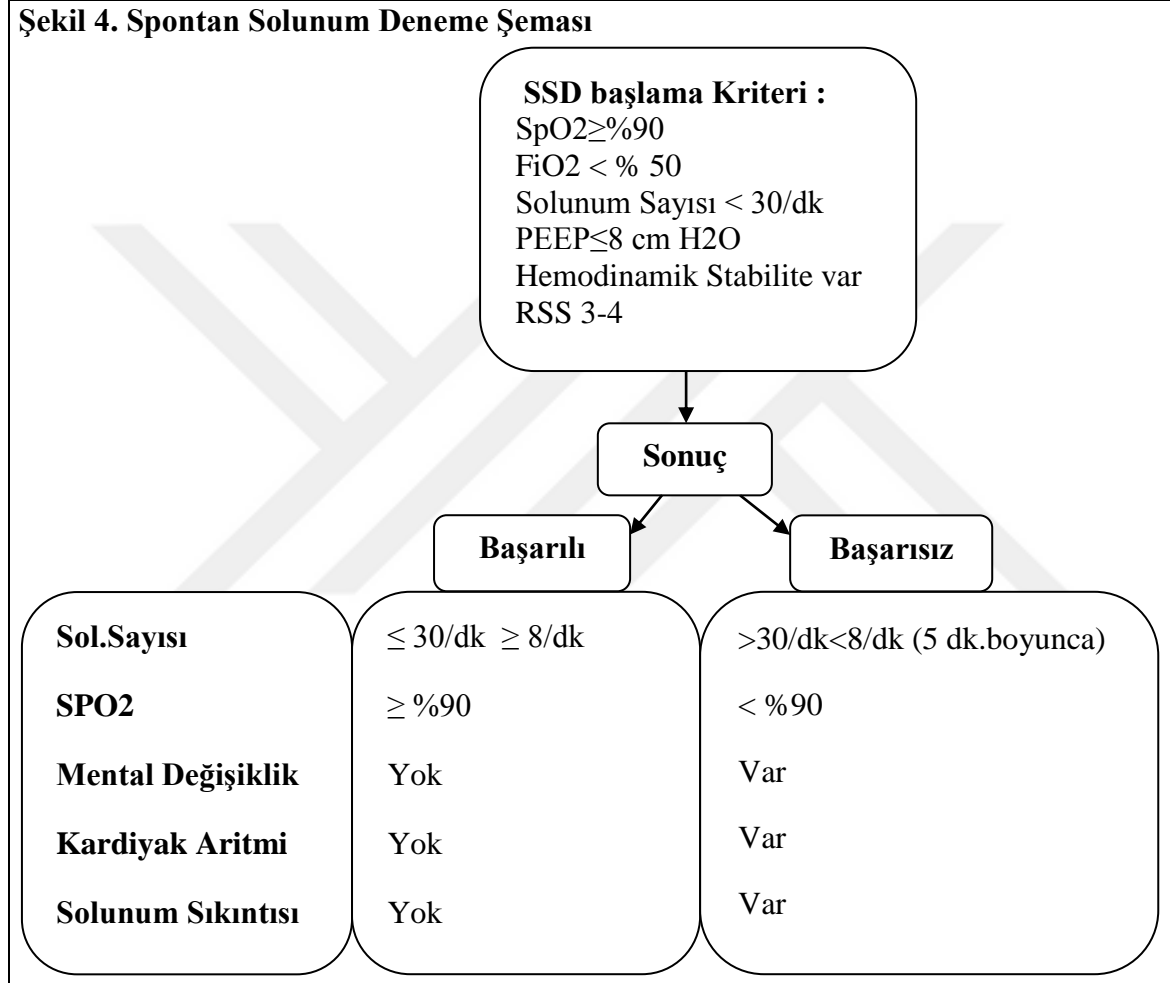 Şekil 4. Spontan Solunum Deneme Şeması
SSD başlama Kriteri :
SpO2≥%90
FiO2 < % 50
Solunum Sayısı < 30/dk
PEEP≤8 cm H2O
Hemodinamik Stabilite var
RSS 3-4
Sonuç
Başarılı Başarısız
Sol.Sayısı ≤ 30/dk ≥ 8/dk >30/dk<8/dk (5 dk.boyunca)
SPO2 ≥ %90 < %90
Mental Değişiklik Yok Var
Kardiyak Aritmi Yok Var
Solunum Sıkıntısı Yok Var